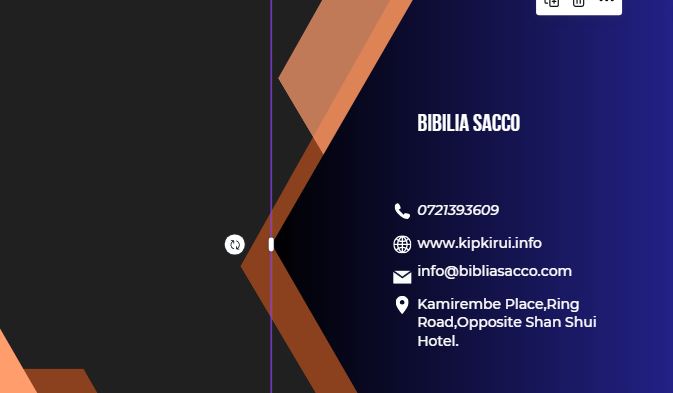 BIBILIA SACCO
0721393609
www.kipkirui.info
info@bibliasacco.com
Kamirembe Place,Ring
Road,Opposite Shan Shui
Hotel.